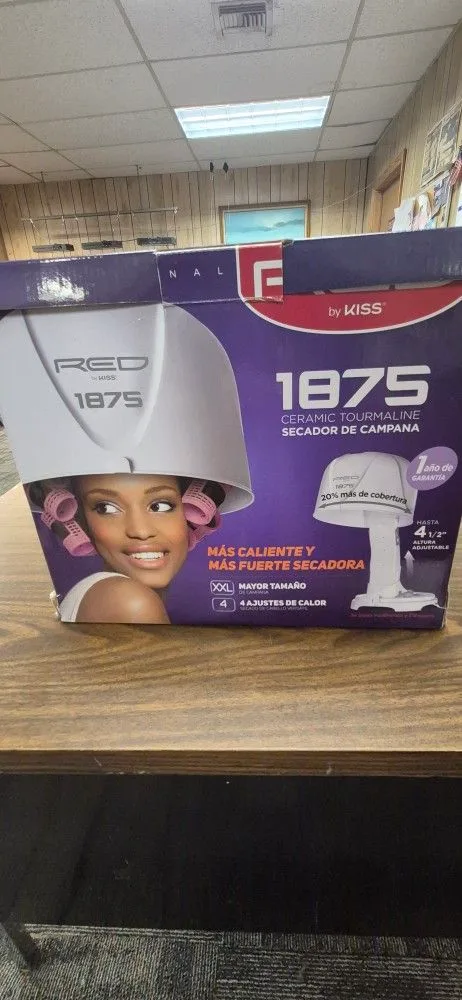 NAL
by KISS
RED
by KISS
1875
1875
CERAMIC TOURMALINE
SECADOR DE CAMPANA
1 año de
GARANTÍA
RED
1875
20% más de cobertura
HASTA
4 1/2"
ALTURA
AJUSTABLE
MÁS CALIENTE Y
MÁS FUERTE SECADORA
XXL MAYOR TAMAÑO
DE CAMPANA
4 4 AJUSTES DE CALOR